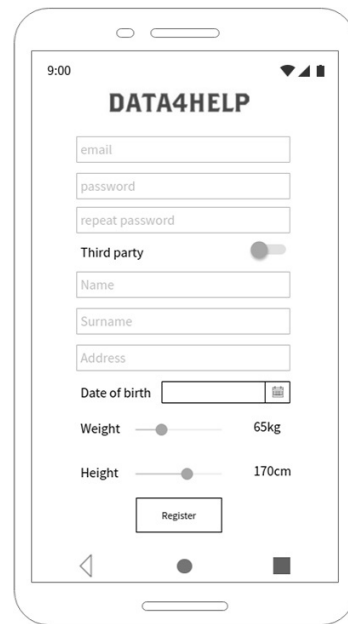 9:00
DATA4HELP
email
password
repeat password
Third party
Name
Surname
Address
Date of birth
Weight 65kg
Height 170cm
Register